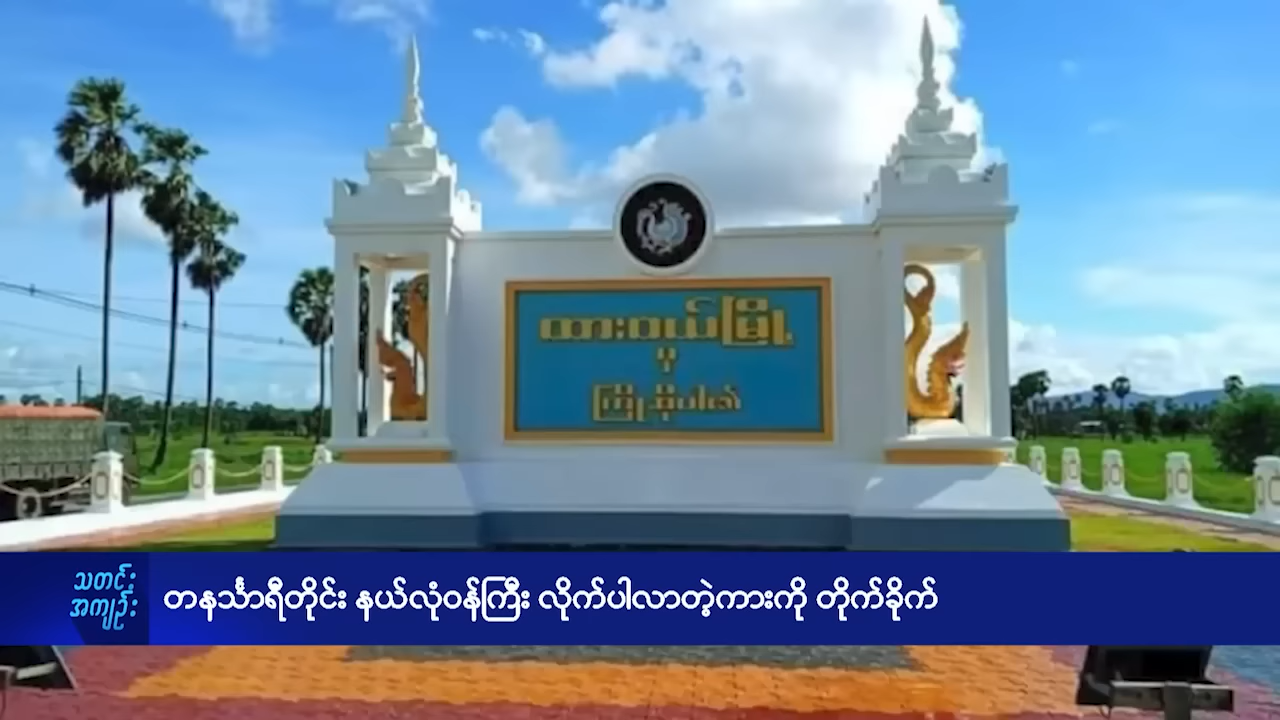 ထားဝယ်မြို့
မှ
ကြိုဆိုပါ၏
သတင်း
အကျဉ်း
တနင်္သာရီတိုင်း နယ်လုံဝန်ကြီး လိုက်ပါလာတဲ့ကားကို တိုက်ခိုက်